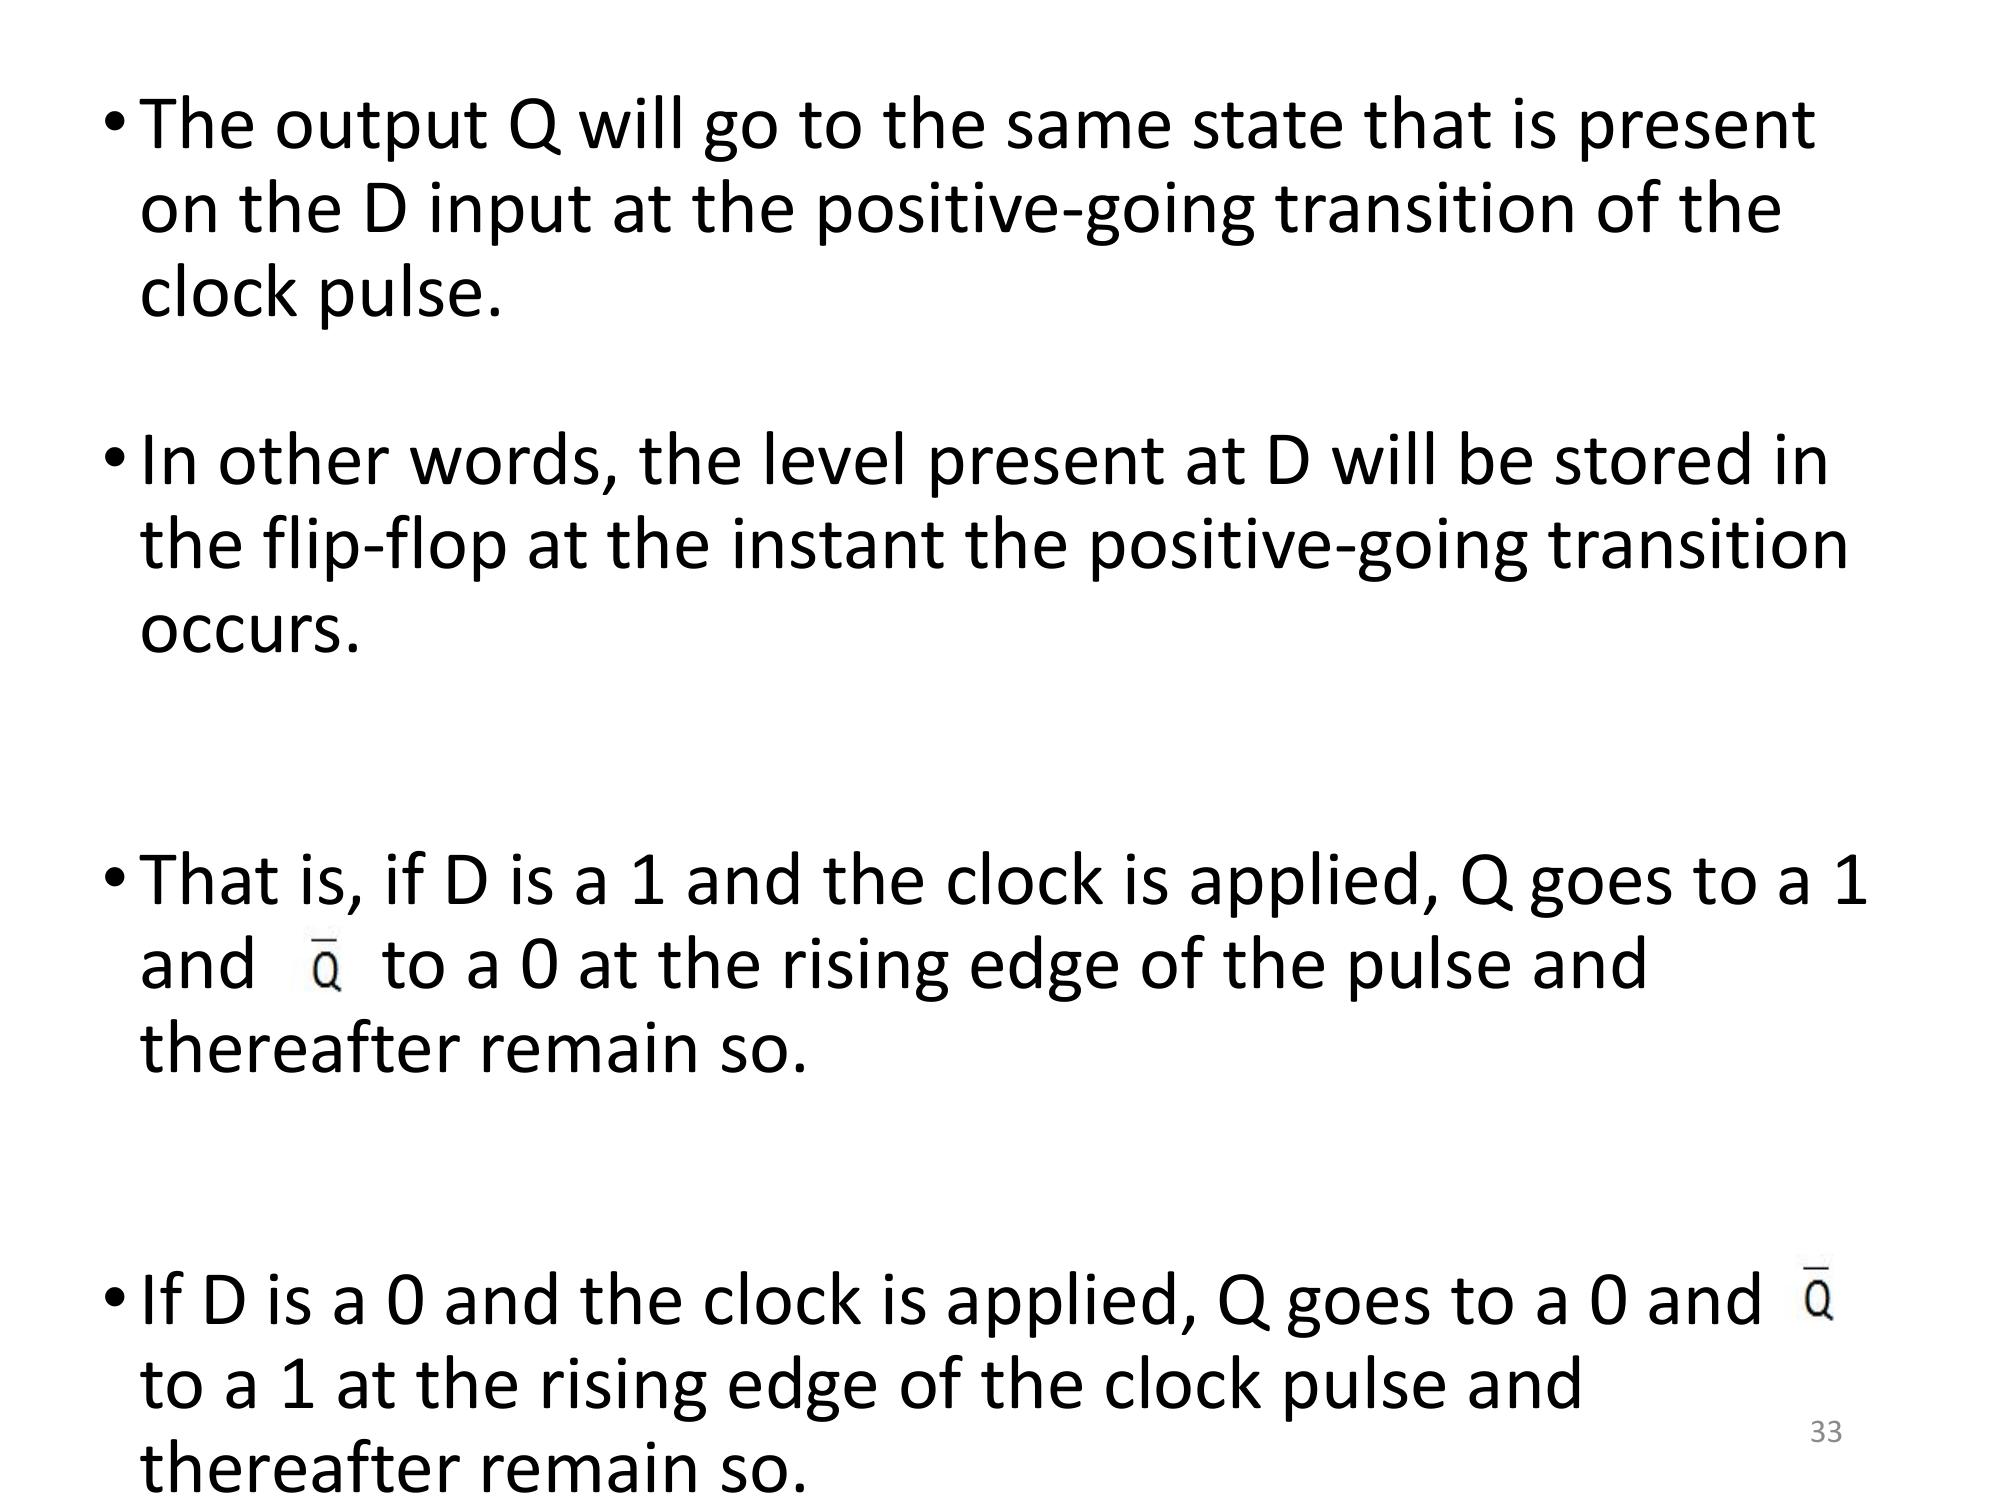 • The output Q will go to the same state that is present
on the D input at the positive-going transition of the
clock pulse.
• In other words, the level present at D will be stored in
the flip-flop at the instant the positive-going transition
occurs.
• That is, if D is a 1 and the clock is applied, Q goes to a 1
and Q̅ to a 0 at the rising edge of the pulse and
thereafter remain so.
• If D is a 0 and the clock is applied, Q goes to a 0 and Q̅
to a 1 at the rising edge of the clock pulse and
thereafter remain so.
33